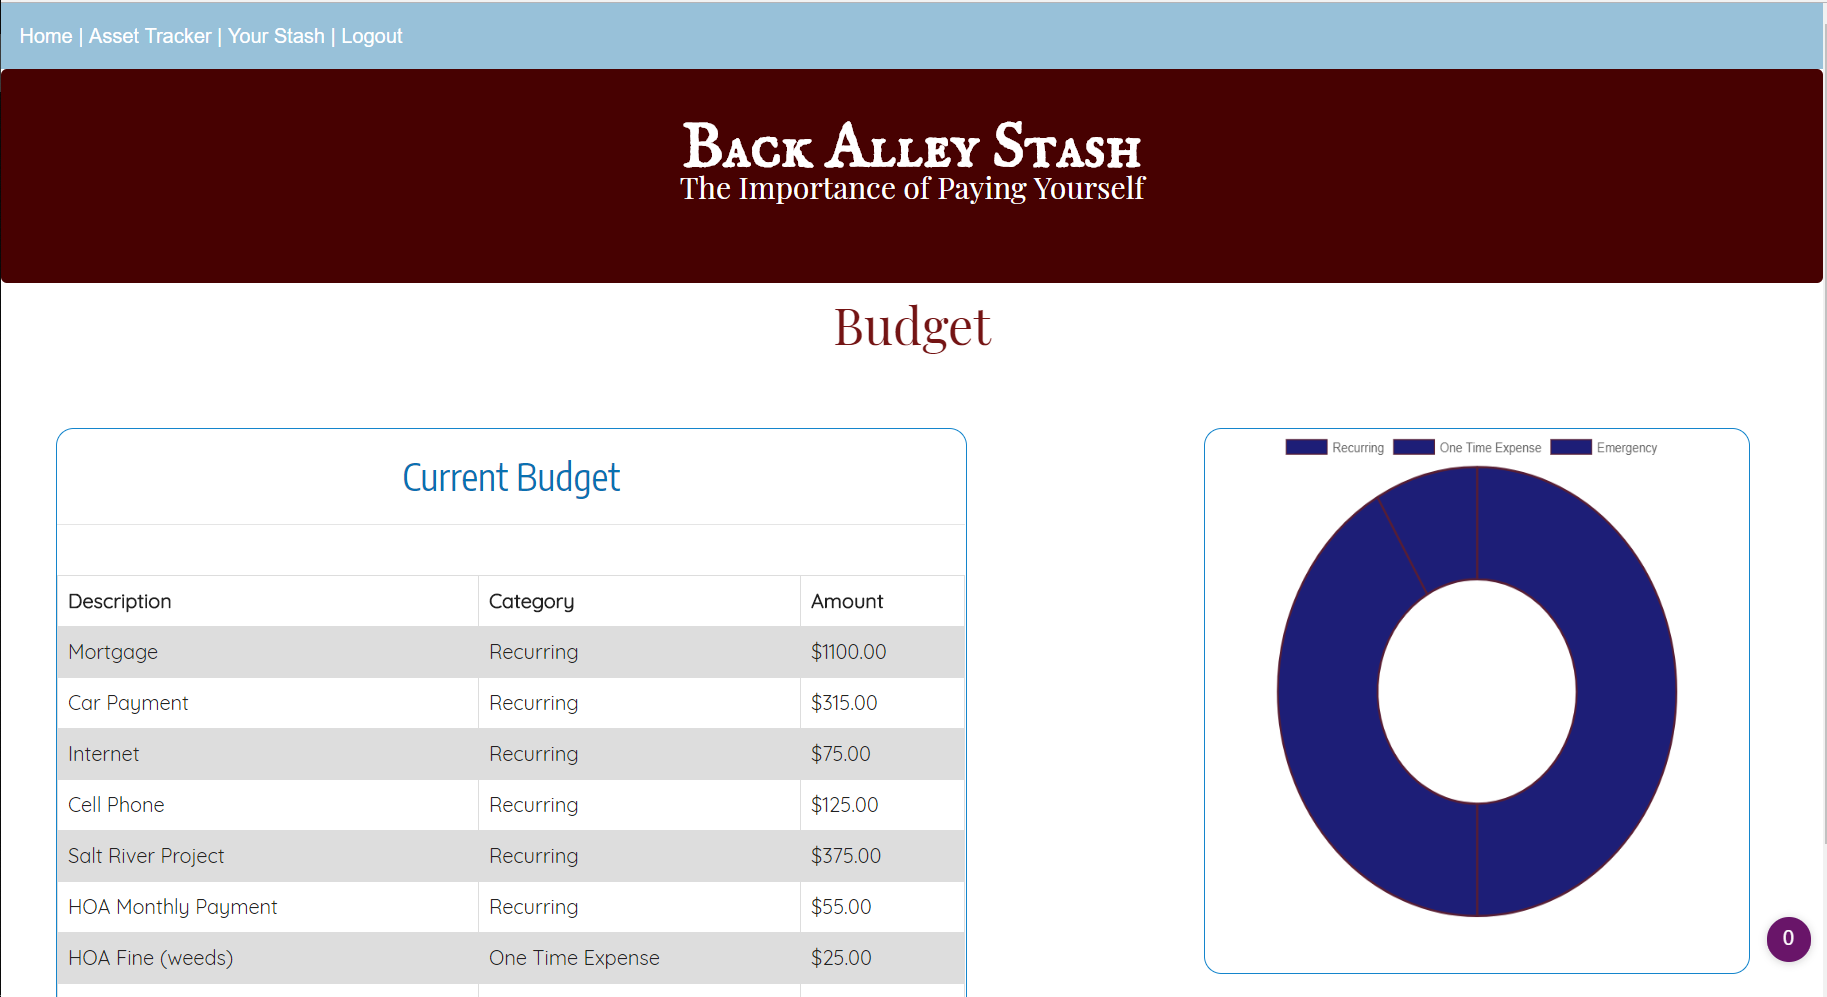 Home | Asset Tracker | Your Stash | Logout
Back Alley Stash
The Importance of Paying Yourself
Budget
Current Budget
Description Category Amount
Mortgage Recurring $1100.00
Car Payment Recurring $315.00
Internet Recurring $75.00
Cell Phone Recurring $125.00
Salt River Project Recurring $375.00
HOA Monthly Payment Recurring $55.00
HOA Fine (weeds) One Time Expense $25.00
Recurring One Time Expense Emergency
0